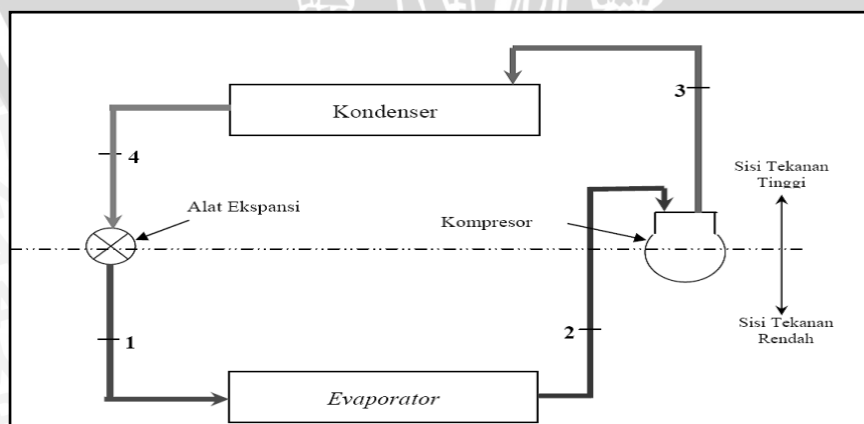 Kondenser
3
4
Sisi Tekanan
Tinggi
Alat Ekspansi
Kompresor
Sisi Tekanan
Rendah
1
2
Evaporator